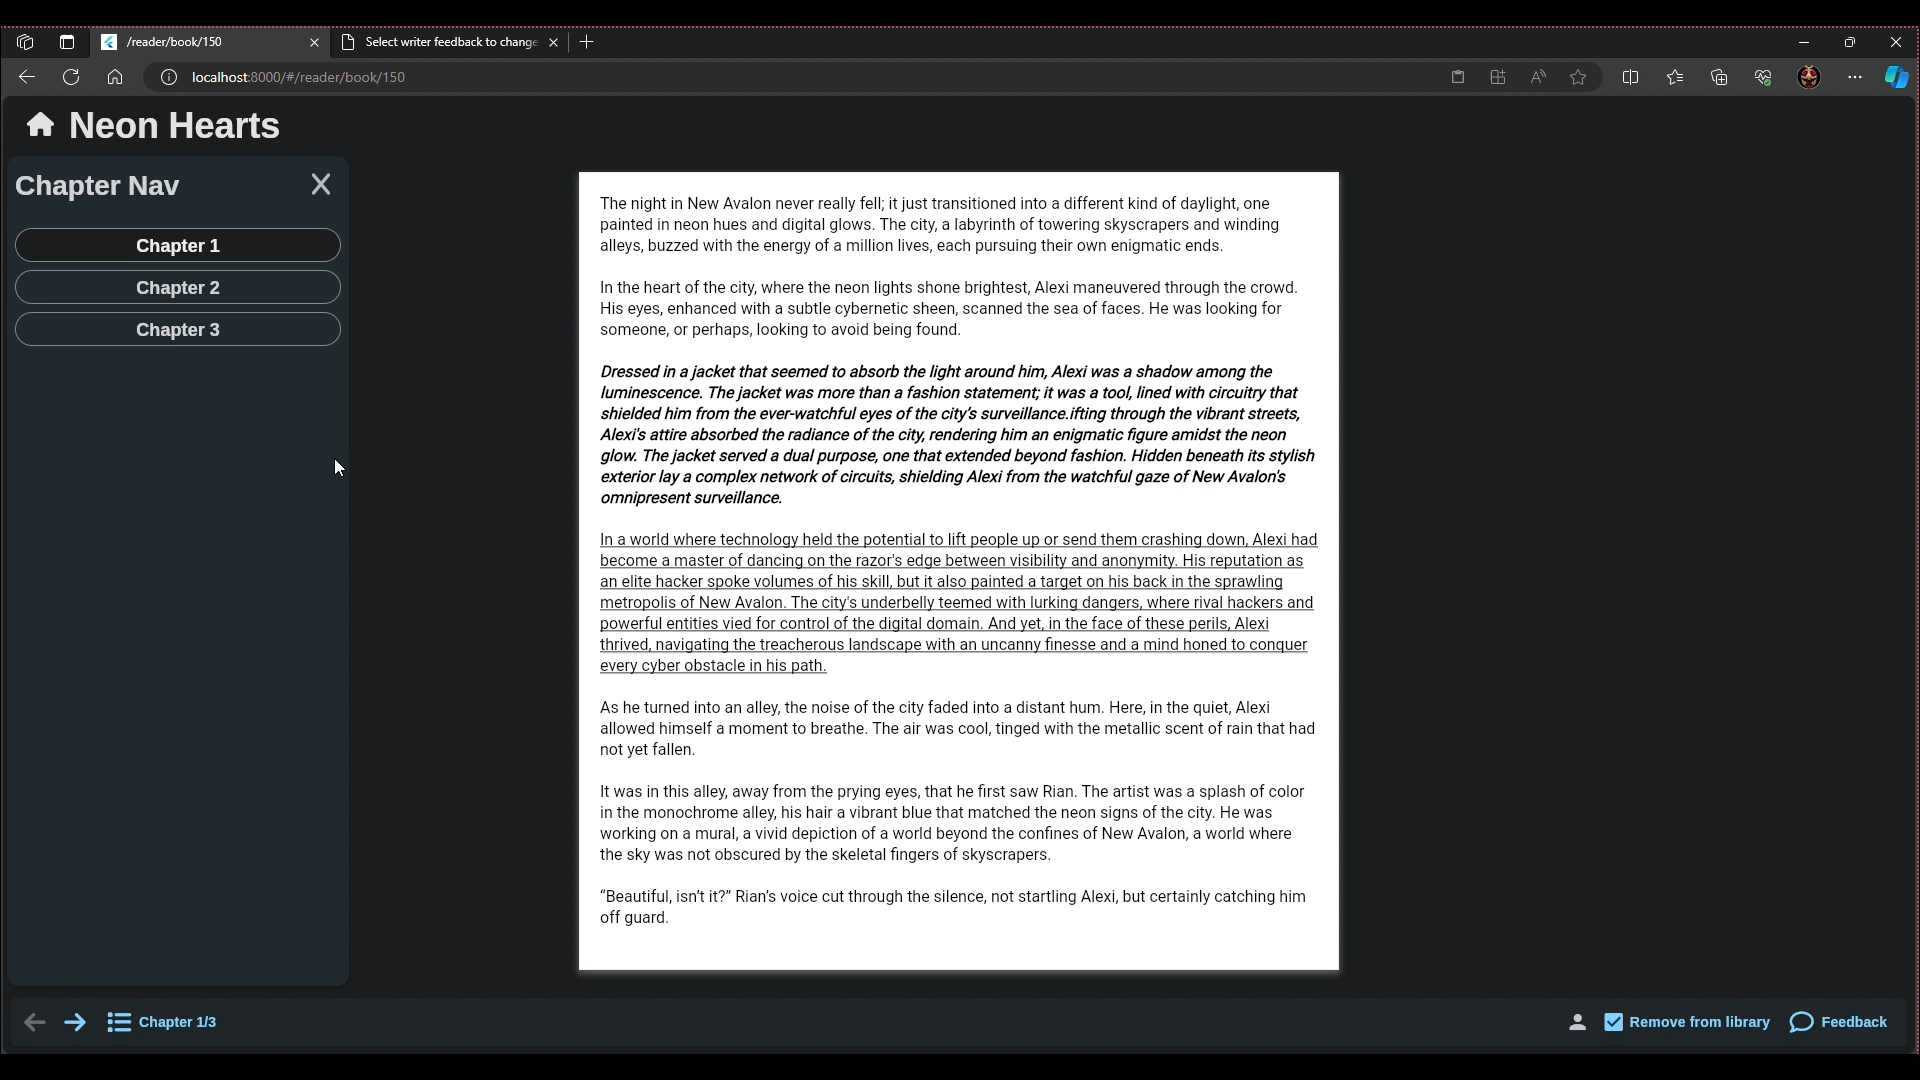 /reader/book/150
Select writer feedback to change
localhost:8000/#/reader/book/150
Neon Hearts
Chapter Nav
Chapter 1
Chapter 2
Chapter 3
The night in New Avalon never really fell; it just transitioned into a different kind of daylight, one
painted in neon hues and digital glows. The city, a labyrinth of towering skyscrapers and winding
alleys, buzzed with the energy of a million lives, each pursuing their own enigmatic ends.
In the heart of the city, where the neon lights shone brightest, Alexi maneuvered through the crowd.
His eyes, enhanced with a subtle cybernetic sheen, scanned the sea of faces. He was looking for
someone, or perhaps, looking to avoid being found.
Dressed in a jacket that seemed to absorb the light around him, Alexi was a shadow among the
luminescence. The jacket was more than a fashion statement; it was a tool, lined with circuitry that
shielded him from the ever-watchful eyes of the city's surveillance.ifting through the vibrant streets,
Alexi's attire absorbed the radiance of the city, rendering him an enigmatic figure amidst the neon
glow. The jacket served a dual purpose, one that extended beyond fashion. Hidden beneath its stylish
exterior lay a complex network of circuits, shielding Alexi from the watchful gaze of New Avalon's
omnipresent surveillance.
In a world where technology held the potential to lift people up or send them crashing down, Alexi had
become a master of dancing on the razor's edge between visibility and anonymity. His reputation as
an elite hacker spoke volumes of his skill, but it also painted a target on his back in the sprawling
metropolis of New Avalon. The city's underbelly teemed with lurking dangers, where rival hackers and
powerful entities vied for control of the digital domain. And yet, in the face of these perils, Alexi
thrived, navigating the treacherous landscape with an uncanny finesse and a mind honed to conquer
every cyber obstacle in his path.
As he turned into an alley, the noise of the city faded into a distant hum. Here, in the quiet, Alexi
allowed himself a moment to breathe. The air was cool, tinged with the metallic scent of rain that had
not yet fallen.
It was in this alley, away from the prying eyes, that he first saw Rian. The artist was a splash of color
in the monochrome alley, his hair a vibrant blue that matched the neon signs of the city. He was
working on a mural, a vivid depiction of a world beyond the confines of New Avalon, a world where
the sky was not obscured by the skeletal fingers of skyscrapers.
“Beautiful, isn’t it?” Rian’s voice cut through the silence, not startling Alexi, but certainly catching him
off guard.
Chapter 1/3
Remove from library
Feedback